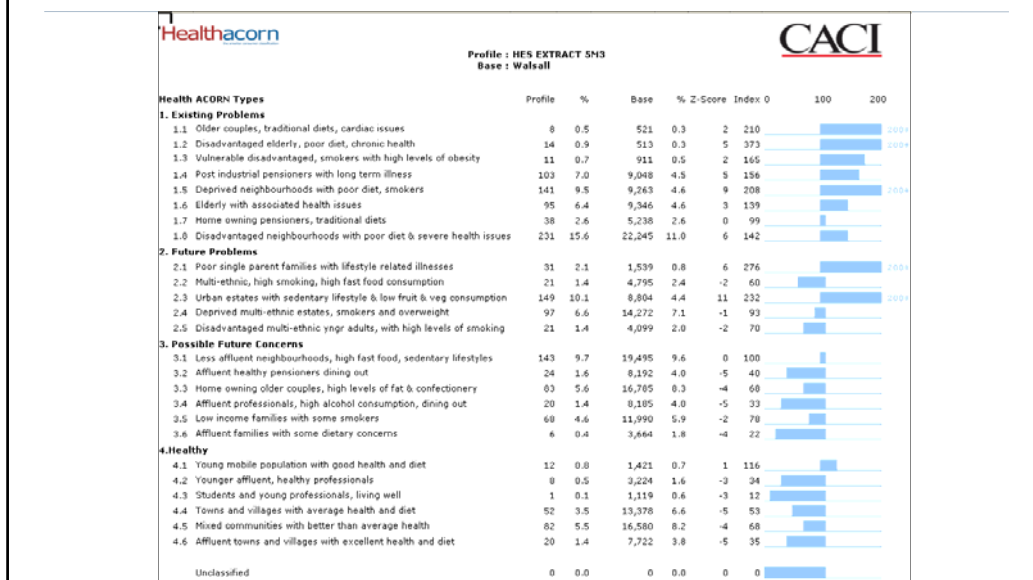 Healthacorn
CACI
Profile : HES EXTRACT 5M3
Base : Walsall
Health ACORN Types Profile % Base % Z-Score Index 0 100 200
1. Existing Problems
1.1 Older couples, traditional diets, cardiac issues 8 0.5 521 0.3 2 210 200+
1.2 Disadvantaged elderly, poor diet, chronic health 14 0.9 513 0.3 5 373 200+
1.3 Vulnerable disadvantaged, smokers with high levels of obesity 11 0.7 911 0.5 2 165
1.4 Post industrial pensioners with long term illness 103 7.0 9,048 4.5 5 156
1.5 Deprived neighbourhoods with poor diet, smokers 141 9.5 9,263 4.6 9 208 200+
1.6 Elderly with associated health issues 95 6.4 9,346 4.6 3 139
1.7 Home owning pensioners, traditional diets 38 2.6 5,238 2.6 0 99
1.8 Disadvantaged neighbourhoods with poor diet & severe health issues 231 15.6 22,245 11.0 6 142
2. Future Problems
2.1 Poor single parent families with lifestyle related illnesses 31 2.1 1,539 0.8 6 276 200+
2.2 Multi-ethnic, high smoking, high fast food consumption 21 1.4 4,795 2.4 -2 60
2.3 Urban estates with sedentary lifestyle & low fruit & veg consumption 149 10.1 8,804 4.4 11 232 200+
2.4 Deprived multi-ethnic estates, smokers and overweight 97 6.6 14,272 7.1 -1 93
2.5 Disadvantaged multi-ethnic yngr adults, with high levels of smoking 21 1.4 4,099 2.0 -2 70
3. Possible Future Concerns
3.1 Less affluent neighbourhoods, high fast food, sedentary lifestyles 143 9.7 19,495 9.6 0 100
3.2 Affluent healthy pensioners dining out 24 1.6 8,192 4.0 -5 40
3.3 Home owning older couples, high levels of fat & confectionery 83 5.6 16,785 8.3 -4 68
3.4 Affluent professionals, high alcohol consumption, dining out 20 1.4 8,185 4.0 -5 33
3.5 Low income families with some smokers 68 4.6 11,990 5.9 -2 78
3.6 Affluent families with some dietary concerns 6 0.4 3,664 1.8 -4 22
4.Healthy
4.1 Young mobile population with good health and diet 12 0.8 1,421 0.7 1 116
4.2 Younger affluent, healthy professionals 8 0.5 3,224 1.6 -3 34
4.3 Students and young professionals, living well 1 0.1 1,119 0.6 -3 12
4.4 Towns and villages with average health and diet 52 3.5 13,378 6.6 -5 53
4.5 Mixed communities with better than average health 82 5.5 16,580 8.2 -4 68
4.6 Affluent towns and villages with excellent health and diet 20 1.4 7,722 3.8 -5 35
Unclassified 0 0.0 0 0.0 0 0